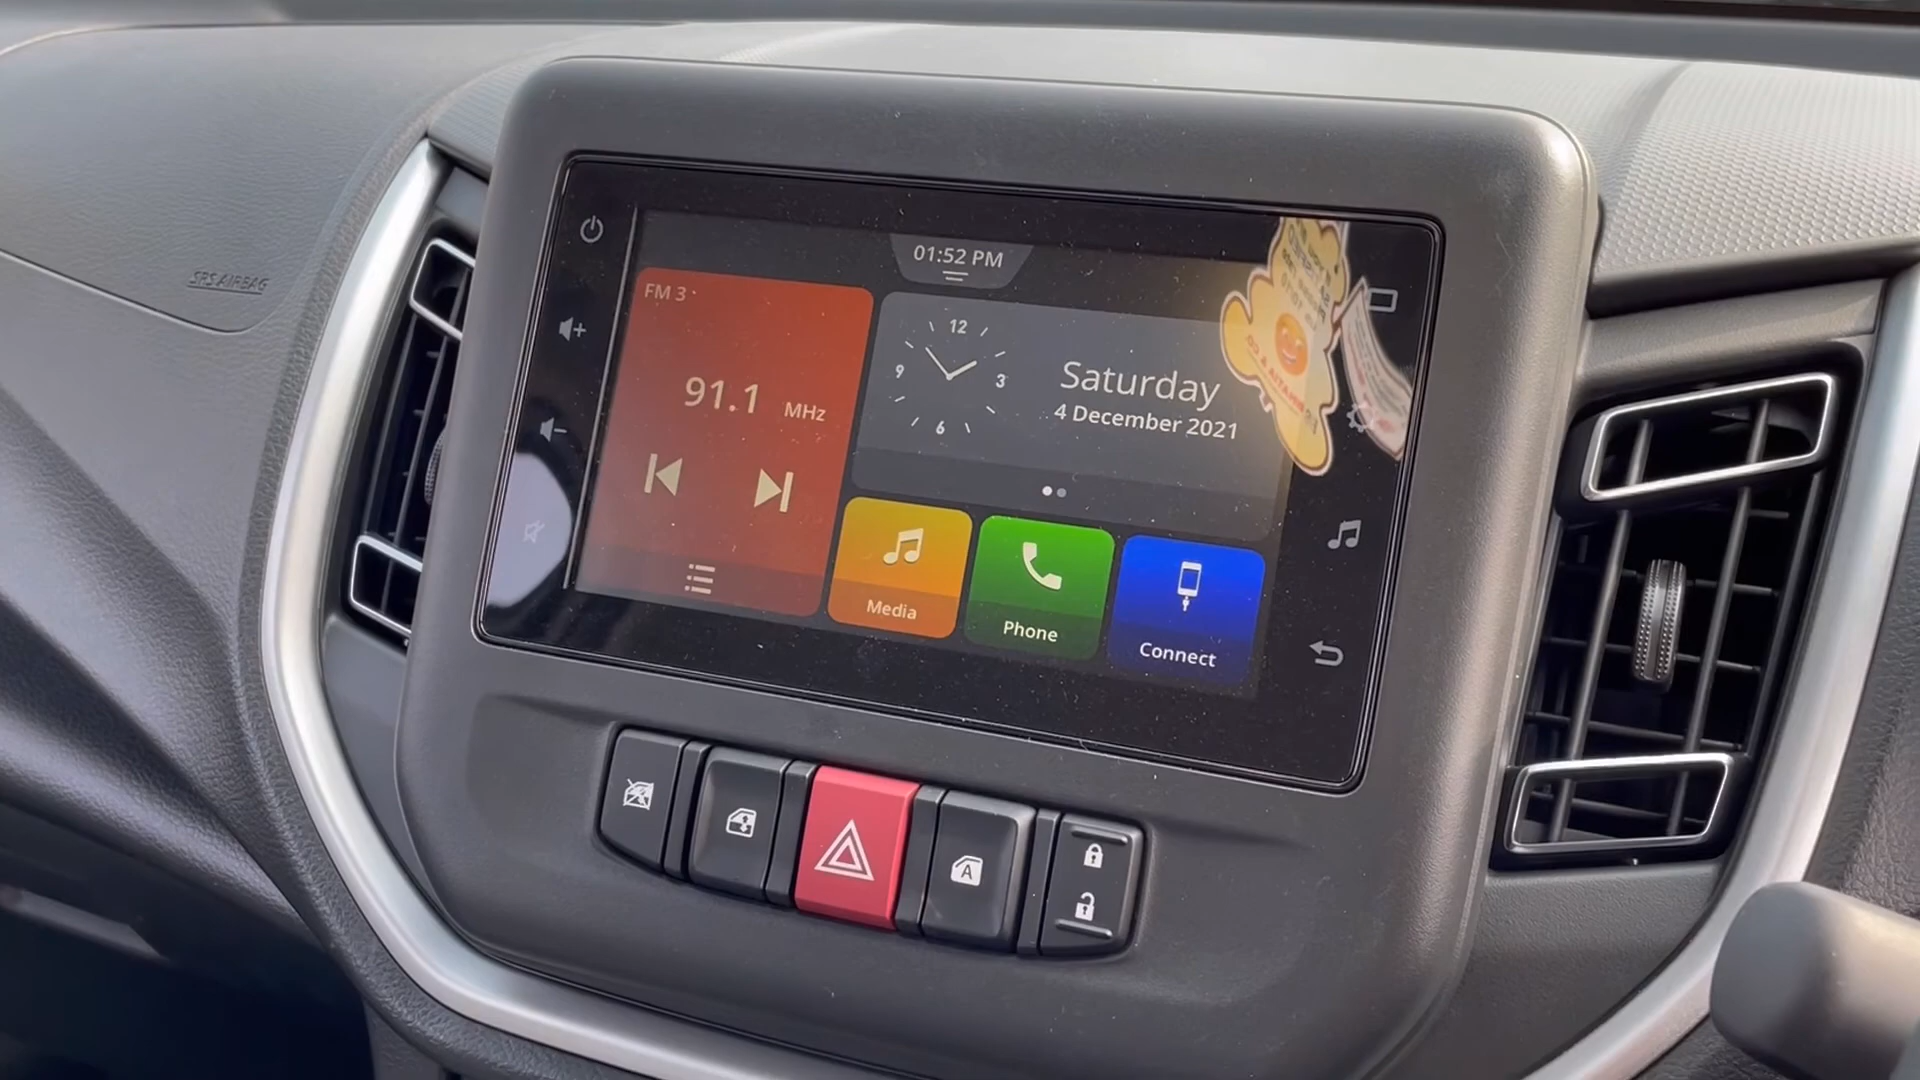 SRS AIRBAG
01:52 PM
FM 3
91.1 MHz
12
9
3
6
Saturday
4 December 2021
Media
Phone
Connect
A